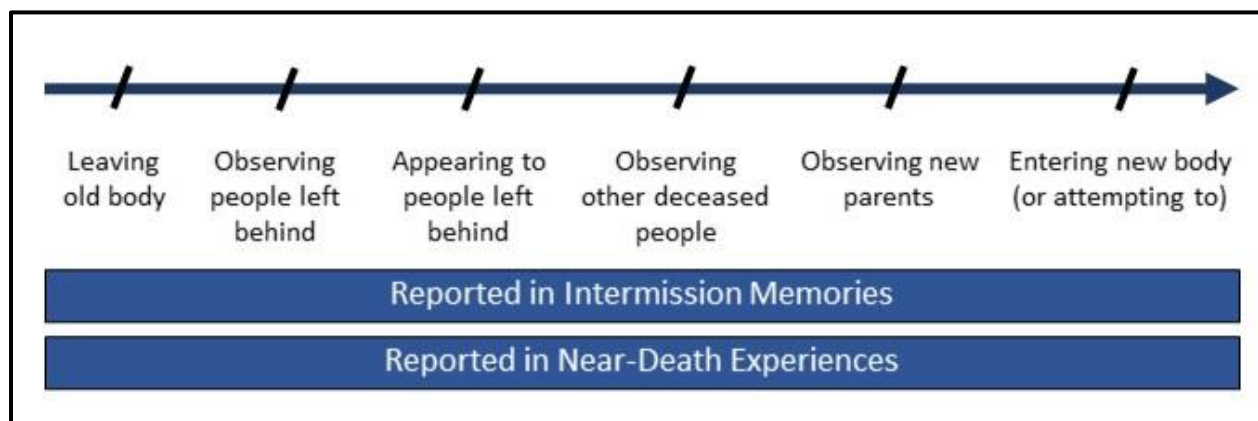 Leaving
old body
Observing
people left
behind
Appearing to
people left
behind
Observing
other deceased
people
Observing new
parents
Entering new body
(or attempting to)
Reported in Intermission Memories
Reported in Near-Death Experiences